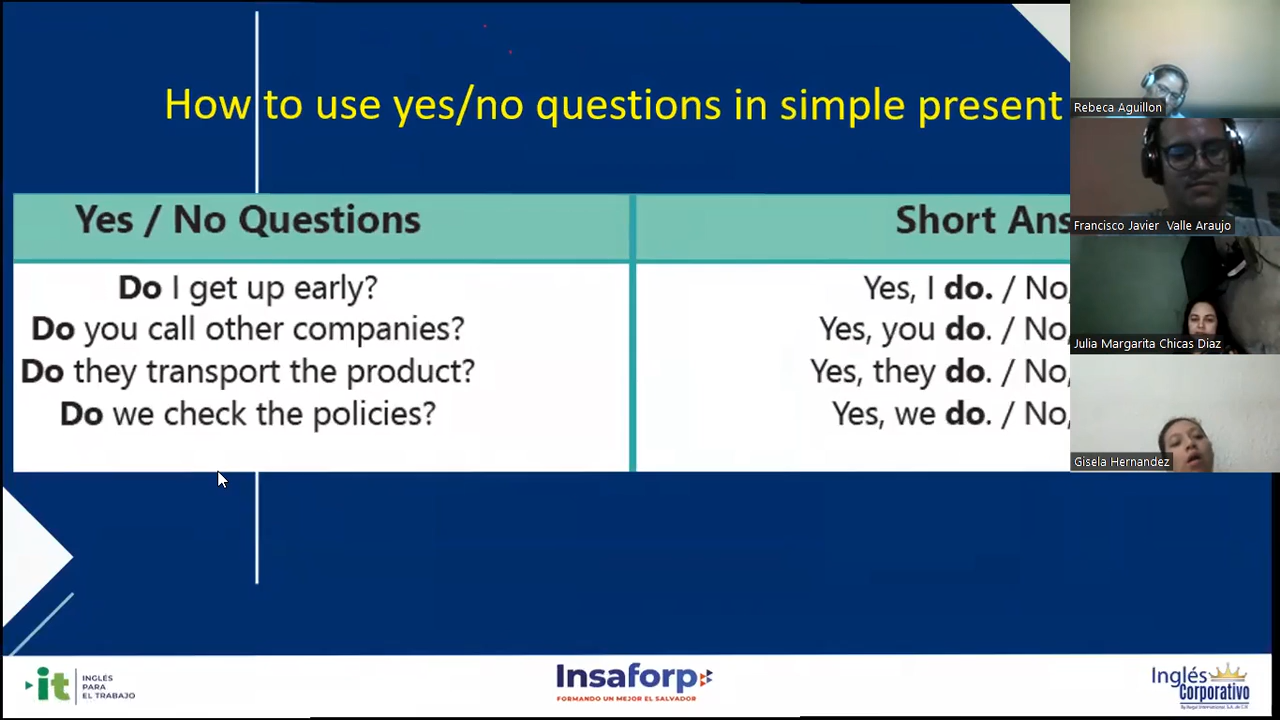 How to use yes/no questions in simple present
Yes / No Questions
Short Ans
Do I get up early?
Yes, I do. / No,
Do you call other companies?
Yes, you do. / No,
Do they transport the product?
Yes, they do. / No,
Do we check the policies?
Yes, we do. / No,
Rebeca Aguillon
Francisco Javier Valle Araujo
Julia Margarita Chicas Diaz
Gisela Hernandez
it
INGLÉS
PARA
EL TRABAJO
Insaforp
FORMANDO UN MEJOR EL SALVADOR
Inglés
Corporativo